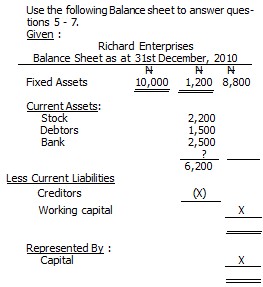 Use the following Balance sheet to answer ques-
tions 5 - 7.
Given :
Richard Enterprises
Balance Sheet as at 31st December, 2010
₦ ₦ ₦
Fixed Assets 10,000 1,200 8,800
Current Assets:
Stock 2,200
Debtors 1,500
Bank 2,500
?
6,200
Less Current Liabilities
Creditors (X)
Working capital X
Represented By :
Capital X